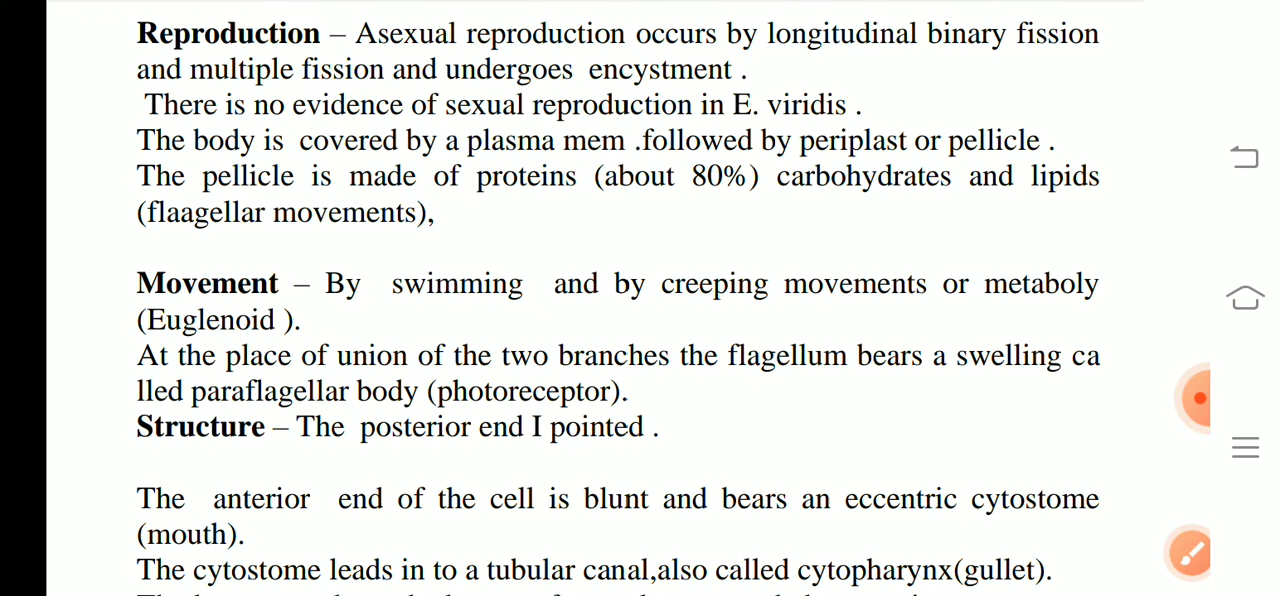 Reproduction – Asexual reproduction occurs by longitudinal binary fission
and multiple fission and undergoes encystment .
There is no evidence of sexual reproduction in E. viridis .
The body is covered by a plasma mem .followed by periplast or pellicle .
The pellicle is made of proteins (about 80%) carbohydrates and lipids
(flaagellar movements),
Movement – By swimming and by creeping movements or metaboly
(Euglenoid ).
At the place of union of the two branches the flagellum bears a swelling ca
lled paraflagellar body (photoreceptor).
Structure – The posterior end I pointed .
The anterior end of the cell is blunt and bears an eccentric cytostome
(mouth).
The cytostome leads in to a tubular canal,also called cytopharynx(gullet).